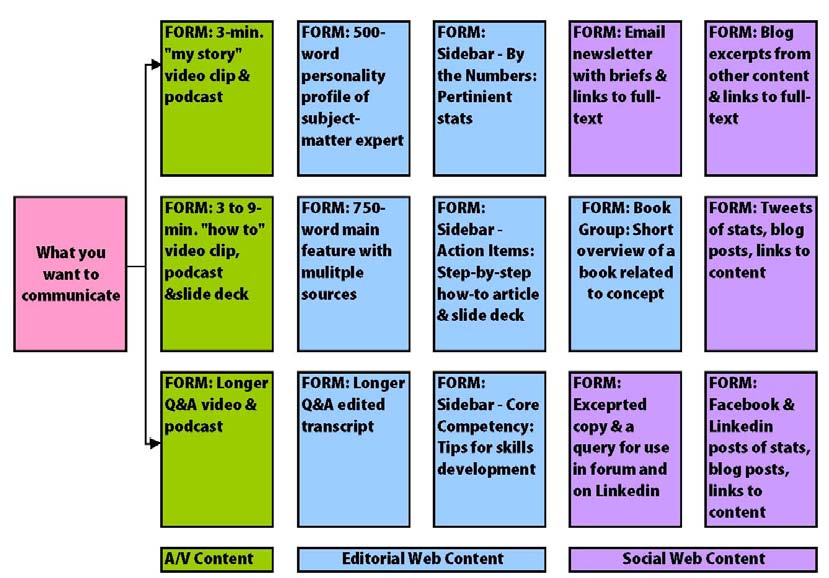 FORM: 3-min.
"my story"
video clip &
podcast
FORM: 500-
word
personality
profile of
subject-
matter expert
FORM:
Sidebar - By
the Numbers:
Pertinient
stats
FORM: Email
newsletter
with briefs &
links to full-
text
FORM: Blog
excerpts from
other content
& links to full-
text
What you
want to
communicate
FORM: 3 to 9-
min. "how to"
video clip,
podcast
&slide deck
FORM: 750-
word main
feature with
mulitple
sources
FORM:
Sidebar -
Action Items:
Step-by-step
how-to article
& slide deck
FORM: Book
Group: Short
overview of a
book related
to concept
FORM: Tweets
of stats, blog
posts, links to
content
FORM: Longer
Q&A video &
podcast
FORM: Longer
Q&A edited
transcript
FORM:
Sidebar - Core
Competency:
Tips for skills
development
FORM:
Exceprted
copy & a
query for use
in forum and
on Linkedin
FORM:
Facebook &
Linkedin
posts of stats,
blog posts,
links to
content
A/V Content
Editorial Web Content
Social Web Content